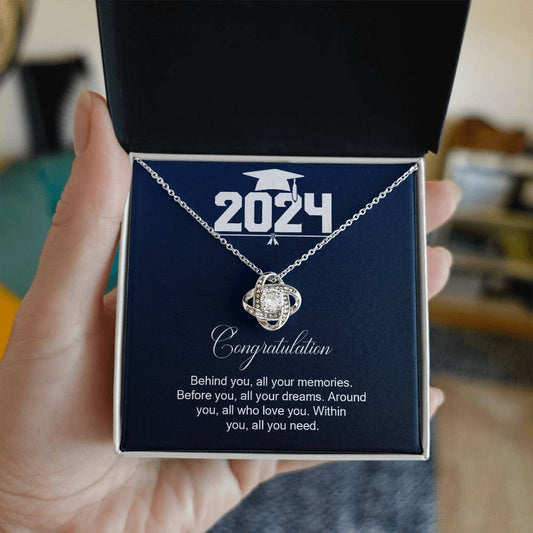 2024
Congratulation
Behind you, all your memories.
Before you, all your dreams. Around
you, all who love you. Within
you, all you need.